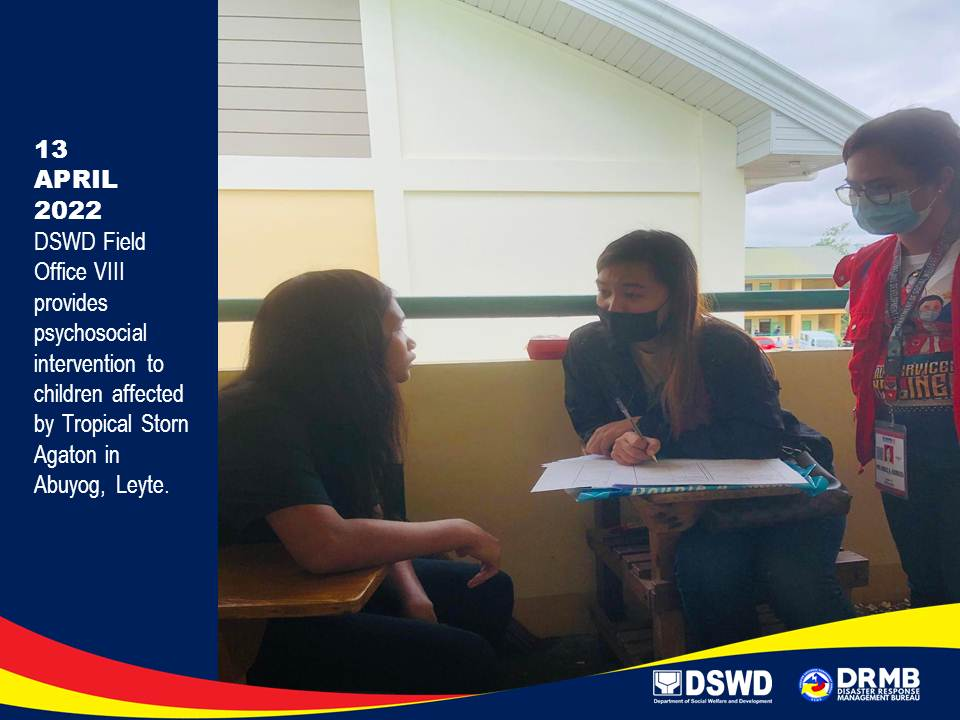 13
APRIL
2022
DSWD Field
Office VIII
provides
psychosocial
intervention to
children affected
by Tropical Storn
Agaton in
Abuyog, Leyte.
DSWD
Department of Social Welfare and Development
DRMB
DISASTER RESPONSE
MANAGEMENT BUREAU